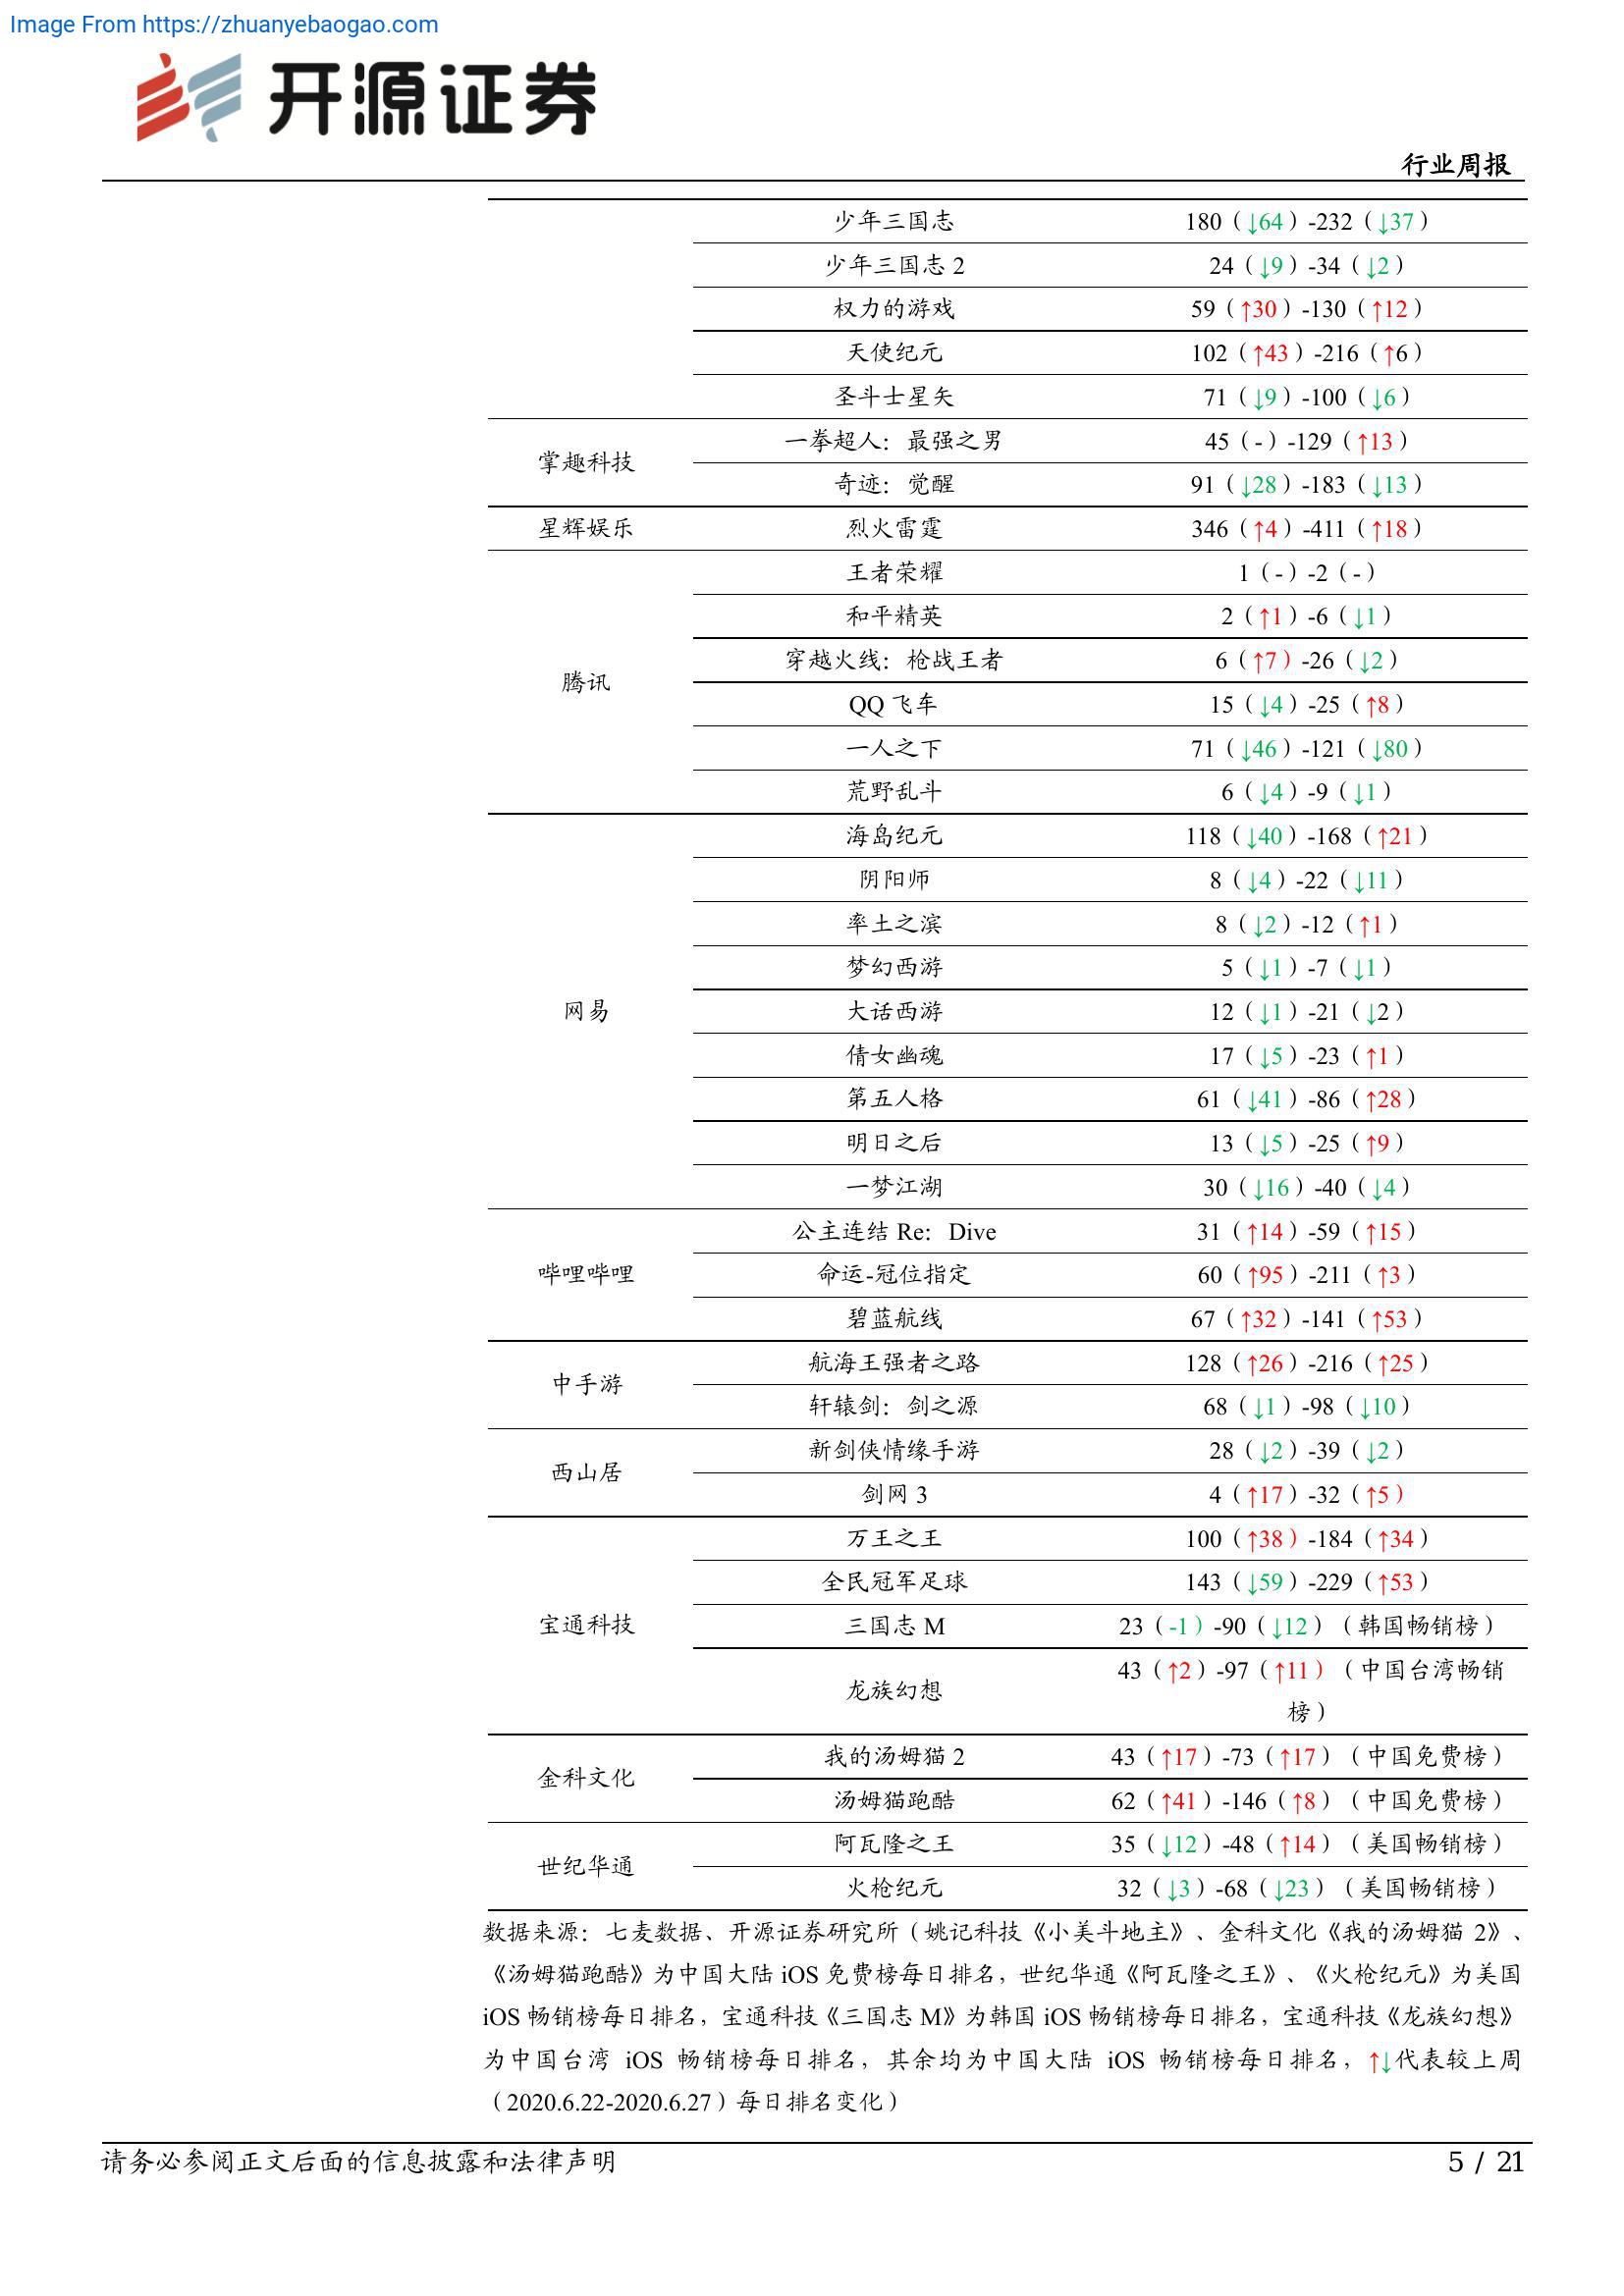 Image From https://zhuanyebaogao.com
开源证券
行业周报
少年三国志 180（↓64）-232（↓37）
少年三国志 2 24（↓9）-34（↓2）
权力的游戏 59（↑30）-130（↑12）
天使纪元 102（↑43）-216（↑6）
圣斗士星矢 71（↓9）-100（↓6）
掌趣科技
一拳超人：最强之男 45（-）-129（↑13）
奇迹：觉醒 91（↓28）-183（↓13）
星辉娱乐 烈火雷霆 346（↑4）-411（↑18）
腾讯
王者荣耀 1（-）-2（-）
和平精英 2（↑1）-6（↓1）
穿越火线：枪战王者 6（↑7）-26（↓2）
QQ 飞车 15（↓4）-25（↑8）
一人之下 71（↓46）-121（↓80）
荒野乱斗 6（↓4）-9（↓1）
网易
海岛纪元 118（↓40）-168（↑21）
阴阳师 8（↓4）-22（↓11）
率土之滨 8（↓2）-12（↑1）
梦幻西游 5（↓1）-7（↓1）
大话西游 12（↓1）-21（↓2）
倩女幽魂 17（↓5）-23（↑1）
第五人格 61（↓41）-86（↑28）
明日之后 13（↓5）-25（↑9）
一梦江湖 30（↓16）-40（↓4）
哔哩哔哩
公主连结 Re：Dive 31（↑14）-59（↑15）
命运-冠位指定 60（↑95）-211（↑3）
碧蓝航线 67（↑32）-141（↑53）
中手游
航海王强者之路 128（↑26）-216（↑25）
轩辕剑：剑之源 68（↓1）-98（↓10）
西山居
新剑侠情缘手游 28（↓2）-39（↓2）
剑网 3 4（↑17）-32（↑5）
宝通科技
万王之王 100（↑38）-184（↑34）
全民冠军足球 143（↓59）-229（↑53）
三国志 M 23（-1）-90（↓12）（韩国畅销榜）
龙族幻想 43（↑2）-97（↑11）（中国台湾畅销
榜）
金科文化
我的汤姆猫 2 43（↑17）-73（↑17）（中国免费榜）
汤姆猫跑酷 62（↑41）-146（↑8）（中国免费榜）
世纪华通
阿瓦隆之王 35（↓12）-48（↑14）（美国畅销榜）
火枪纪元 32（↓3）-68（↓23）（美国畅销榜）
数据来源：七麦数据、开源证券研究所（姚记科技《小美斗地主》、金科文化《我的汤姆猫 2》、
《汤姆猫跑酷》为中国大陆 iOS 免费榜每日排名，世纪华通《阿瓦隆之王》、《火枪纪元》为美国
iOS 畅销榜每日排名，宝通科技《三国志 M》为韩国 iOS 畅销榜每日排名，宝通科技《龙族幻想》
为中国台湾 iOS 畅销榜每日排名，其余均为中国大陆 iOS 畅销榜每日排名，↑↓代表较上周
（2020.6.22-2020.6.27）每日排名变化）
请务必参阅正文后面的信息披露和法律声明
5 / 21